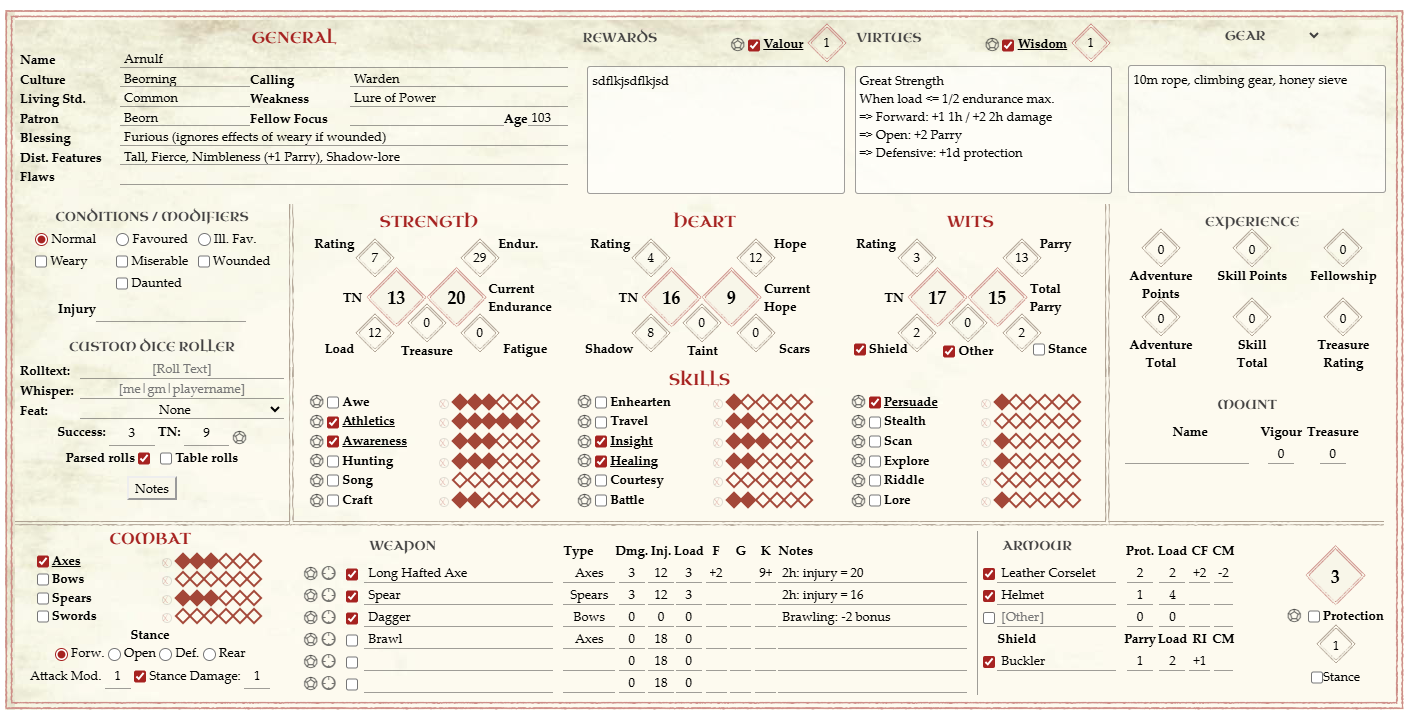 GENERAL
Name Arnulf
Culture Beorning Calling Warden
Living Std. Common Weakness Lure of Power
Patron Beorn Fellow Focus Age 103
Blessing Furious (ignores effects of weary if wounded)
Dist. Features Tall, Fierce, Nimbleness (+1 Parry), Shadow-lore
Flaws
REWARDS Valour 1
sdflkjsdflkjsd
VIRTUES Wisdom 1
Great Strength
When load <= 1/2 endurance max.
=> Forward: +1 1h / +2 2h damage
=> Open: +2 Parry
=> Defensive: +1d protection
GEAR
10m rope, climbing gear, honey sieve
CONDITIONS / MODIFIERS
Normal Favoured Ill. Fav.
Weary Miserable Wounded
Daunted
Injury
CUSTOM DICE ROLLER
Rolltext: [Roll Text]
Whisper: [me|gm|playername]
Feat: None
Success: 3 TN: 9
Parsed rolls Table rolls
Notes
STRENGTH
Rating Endur.
7 29
TN 13 20 Current
Endurance
12 0 0
Load Treasure Fatigue
HEART
Rating Hope
4 12
TN 16 9 Current
Hope
8 0 0
Shadow Taint Scars
WITS
Rating Parry
3 13
TN 17 15 Total
Parry
2 0 2
Shield Other Stance
SKILLS
Awe Enhearten Persuade
Athletics Travel Stealth
Awareness Insight Scan
Hunting Healing Explore
Song Courtesy Riddle
Craft Battle Lore
EXPERIENCE
0 0 0
Adventure Skill Points Fellowship
Points
0 0 0
Adventure Skill Treasure
Total Total Rating
MOUNT
Name Vigour Treasure
0 0
COMBAT
Axes
Bows
Spears
Swords
Stance
Forw. Open Def. Rear
Attack Mod. 1 Stance Damage: 1
WEAPON Type Dmg. Inj. Load F G K Notes
Long Hafted Axe Axes 3 12 3 +2 9+ 2h: injury = 20
Spear Spears 3 12 3 2h: injury = 16
Dagger Bows 0 0 0 Brawling: -2 bonus
Brawl Axes 0 18 0
0 18 0
0 18 0
ARMOUR Prot. Load CF CM
Leather Corselet 2 2 +2 -2
Helmet 1 4
[Other] 0 0
Shield Parry Load RI CM
Buckler 1 2 +1
3
Protection
1
Stance